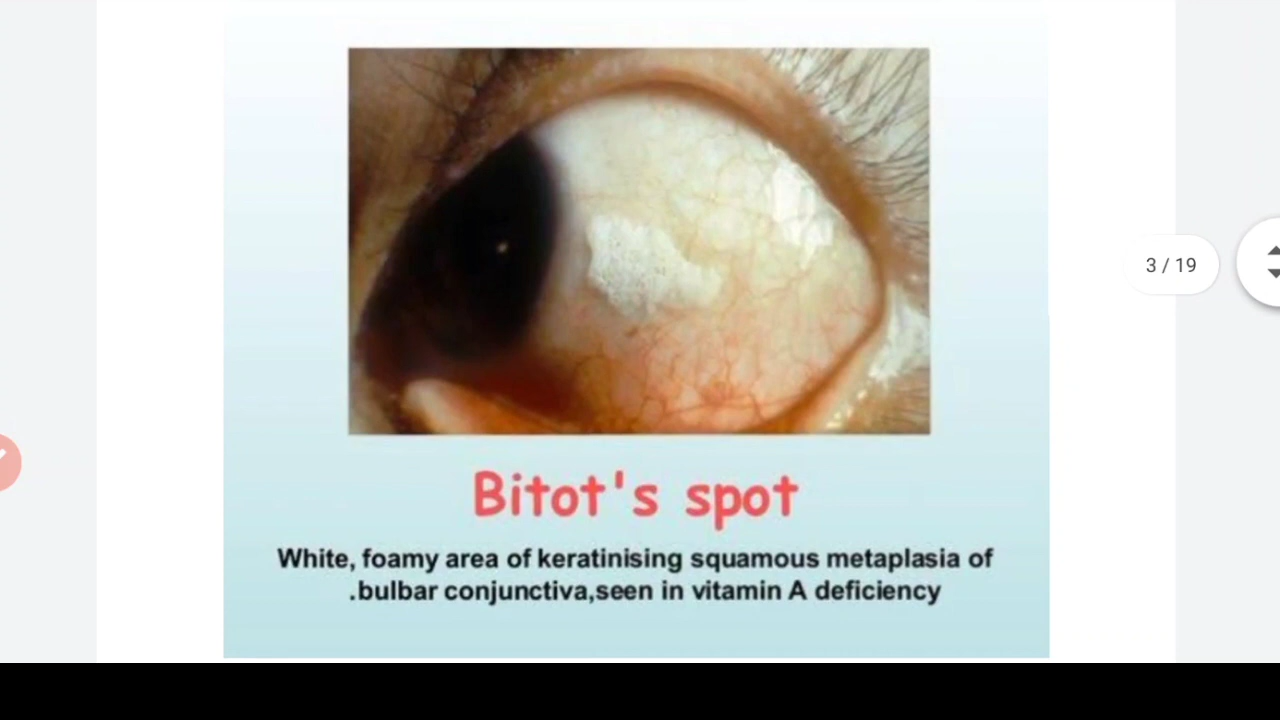 3 / 19
Bitot's spot
White, foamy area of keratinising squamous metaplasia of
.bulbar conjunctiva,seen in vitamin A deficiency